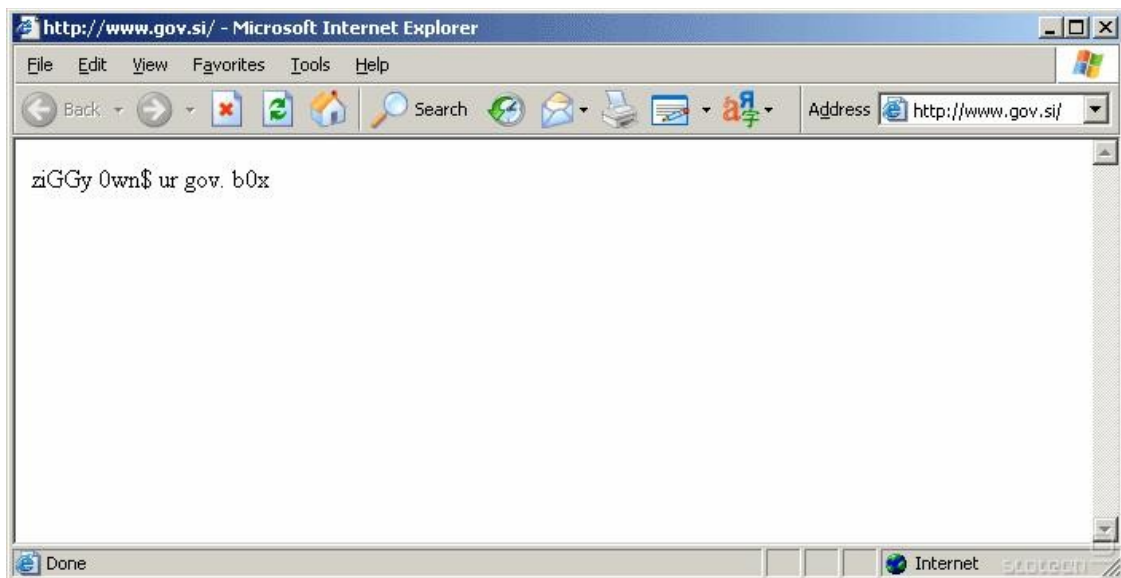 http://www.gov.si/ - Microsoft Internet Explorer
File Edit View Favorites Tools Help
Back Search Address http://www.gov.si/
ziGGy 0wn$ ur gov. b0x
Done Internet